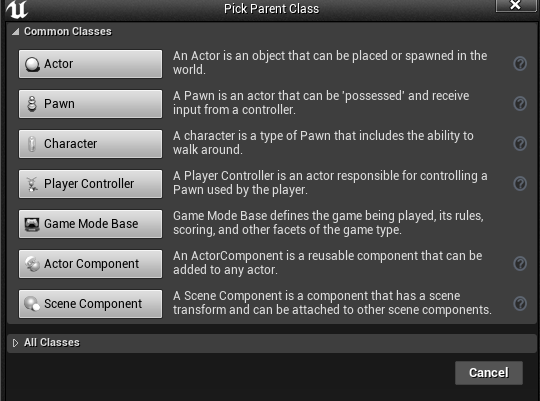 Pick Parent Class
Common Classes
Actor
An Actor is an object that can be placed or spawned in the
world.
Pawn
A Pawn is an actor that can be 'possessed' and receive
input from a controller.
Character
A character is a type of Pawn that includes the ability to
walk around.
Player Controller
A Player Controller is an actor responsible for controlling a
Pawn used by the player.
Game Mode Base
Game Mode Base defines the game being played, its rules,
scoring, and other facets of the game type.
Actor Component
An ActorComponent is a reusable component that can be
added to any actor.
Scene Component
A Scene Component is a component that has a scene
transform and can be attached to other scene components.
All Classes
Cancel